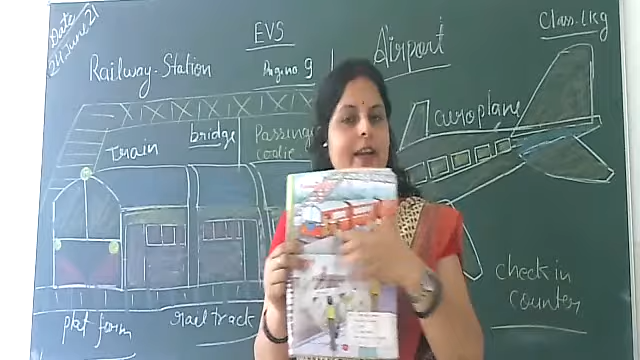 Date
24 June 21
EVS
Class. LKg
Railway-Station
Pag. no 9
Airport
Train
bridge
Passenger
coolie
aeroplane
check in
counter
plat form
rail track